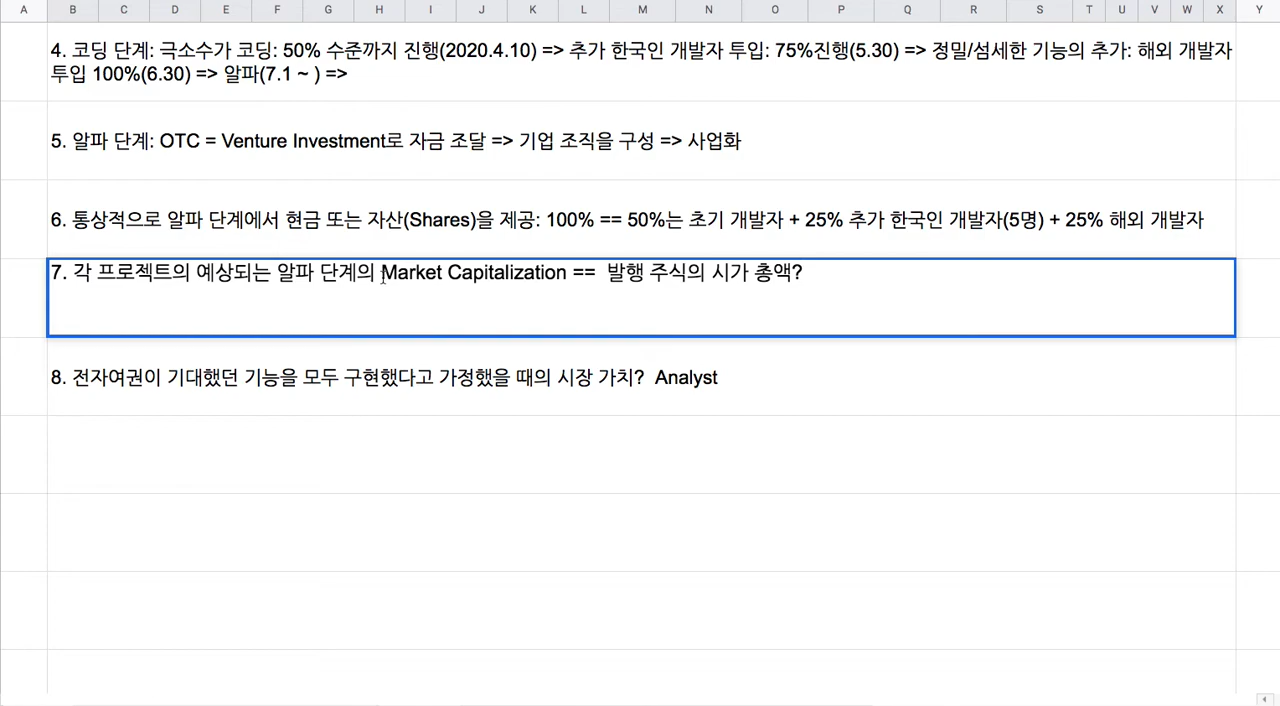 A B C D E F G H I J K L M N O P Q R S T U V W X Y
4. 코딩 단계: 극소수가 코딩: 50% 수준까지 진행(2020.4.10) => 추가 한국인 개발자 투입: 75%진행(5.30) => 정밀/섬세한 기능의 추가: 해외 개발자
투입 100%(6.30) => 알파(7.1 ~ ) =>
5. 알파 단계: OTC = Venture Investment로 자금 조달 => 기업 조직을 구성 => 사업화
6. 통상적으로 알파 단계에서 현금 또는 자산(Shares)을 제공: 100% == 50%는 초기 개발자 + 25% 추가 한국인 개발자(5명) + 25% 해외 개발자
7. 각 프로젝트의 예상되는 알파 단계의 Market Capitalization ==  발행 주식의 시가 총액?
8. 전자여권이 기대했던 기능을 모두 구현했다고 가정했을 때의 시장 가치?  Analyst